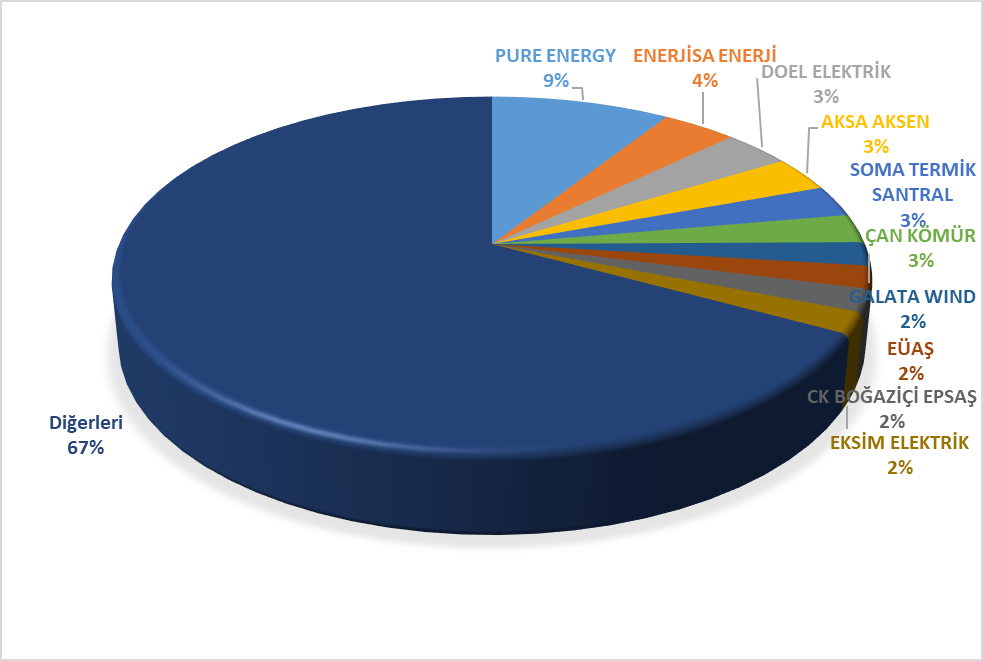 PURE ENERGY
9%
ENERJİSA ENERJİ
4%
DOEL ELEKTRİK
3%
AKSA AKSEN
3%
SOMA TERMİK
SANTRAL
3%
ÇAN KÖMÜR
3%
GALATA WIND
2%
EÜAŞ
2%
CK BOĞAZİÇİ EPSAŞ
2%
EKSİM ELEKTRİK
2%
Diğerleri
67%